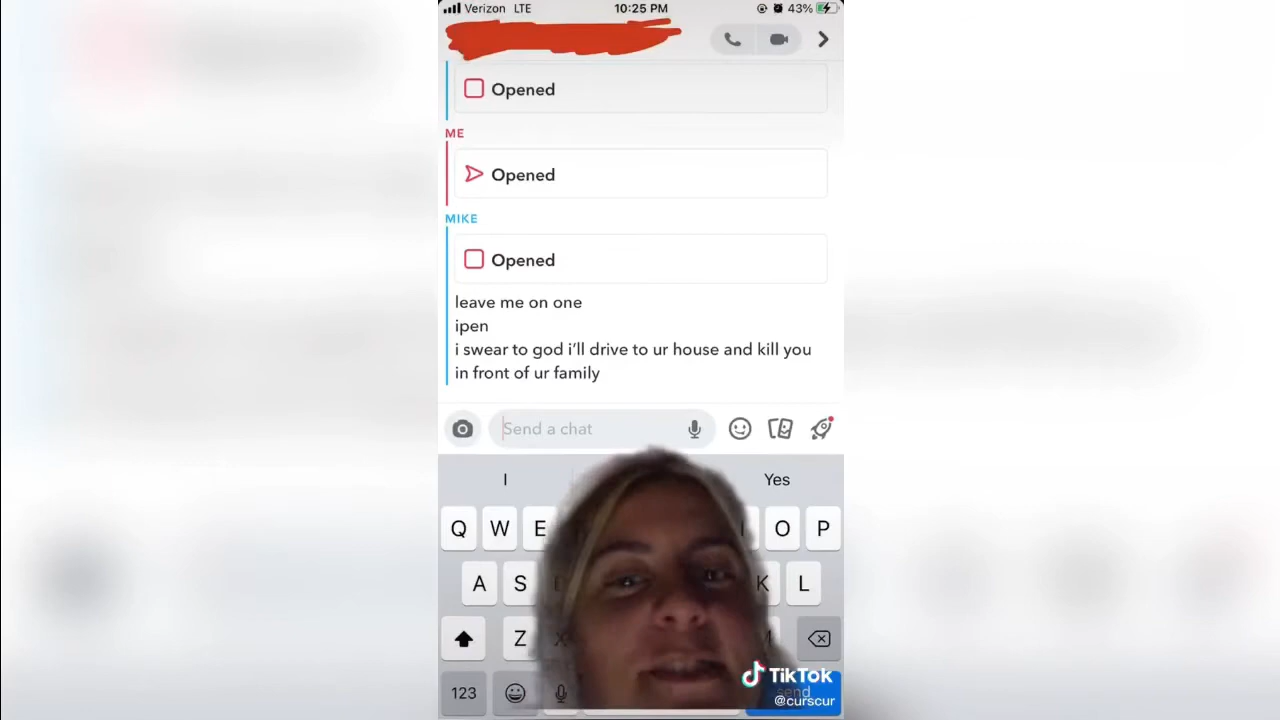 Verizon LTE 10:25 PM 43%
Opened
ME
Opened
MIKE
Opened
leave me on one
ipen
i swear to god i'll drive to ur house and kill you
in front of ur family
Send a chat
I Yes
Q W E O P
A S K L
Z
123
TikTok
send
@curscur